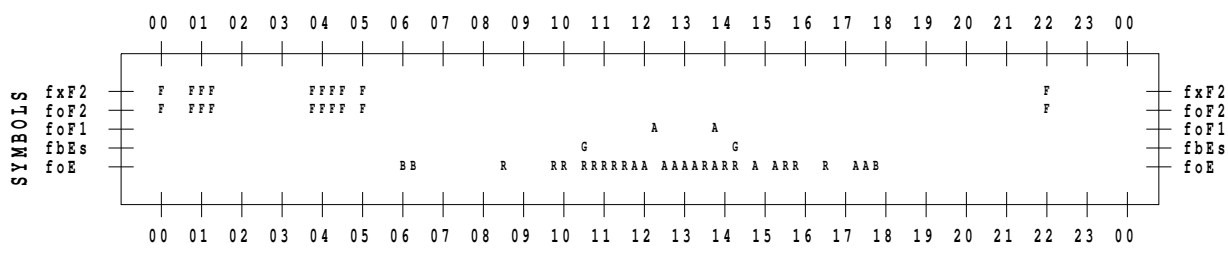 00 01 02 03 04 05 06 07 08 09 10 11 12 13 14 15 16 17 18 19 20 21 22 23 00
SYMBOLS
fxF2 F FFF FFFF F F fxF2
foF2 F FFF FFFF F F foF2
foF1 A A foF1
fbEs G G fbEs
foE BB R RR RRRRRAA AAAARARR A ARR R AAB foE
00 01 02 03 04 05 06 07 08 09 10 11 12 13 14 15 16 17 18 19 20 21 22 23 00